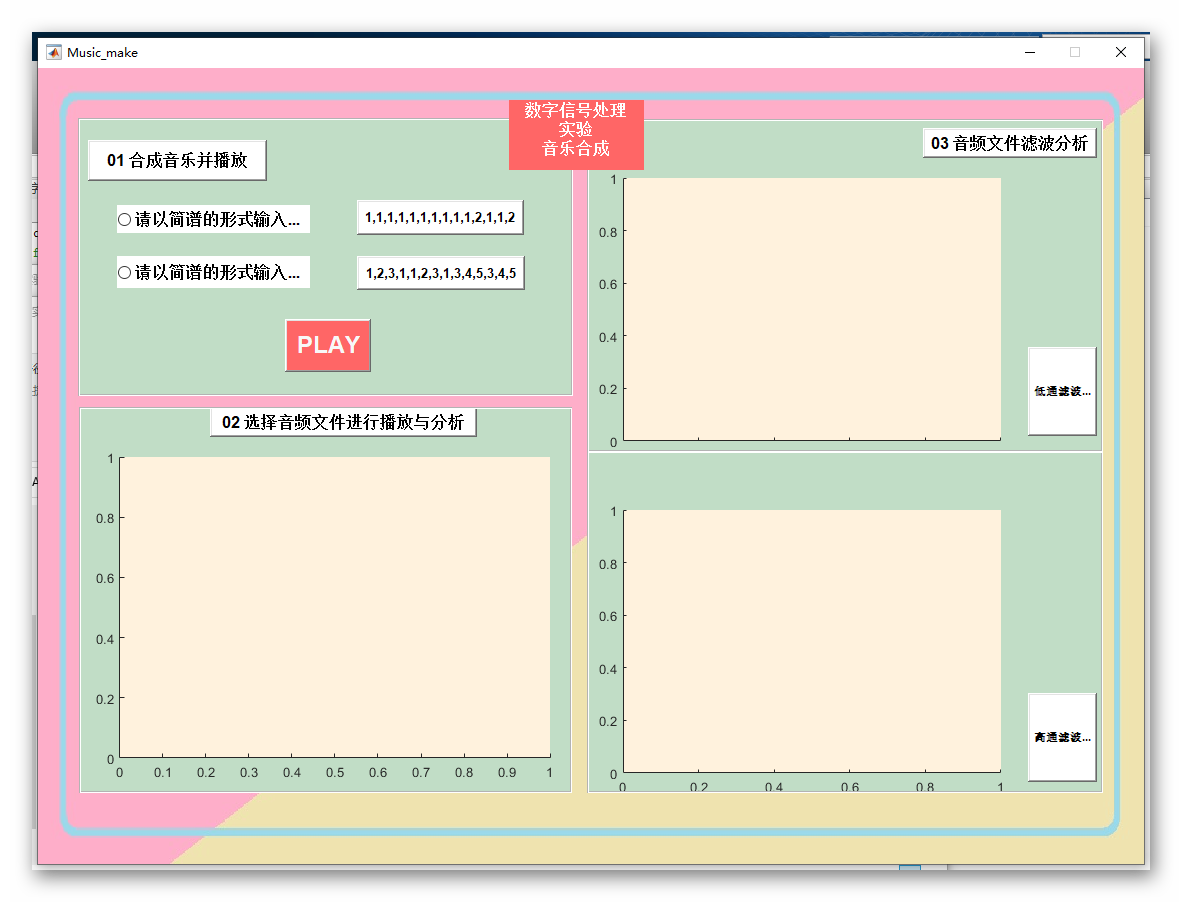 Music_make
数字信号处理
实验
音乐合成
01 合成音乐并播放
请以简谱的形式输入...
1,1,1,1,1,1,1,1,1,1,2,1,1,2
请以简谱的形式输入...
1,2,3,1,1,2,3,1,3,4,5,3,4,5
PLAY
02 选择音频文件进行播放与分析
1
0.8
0.6
0.4
0.2
0
0 0.1 0.2 0.3 0.4 0.5 0.6 0.7 0.8 0.9 1
03 音频文件滤波分析
1
0.8
0.6
0.4
0.2
0
低通滤波...
1
0.8
0.6
0.4
0.2
0
高通滤波...
0 0.2 0.4 0.6 0.8 1